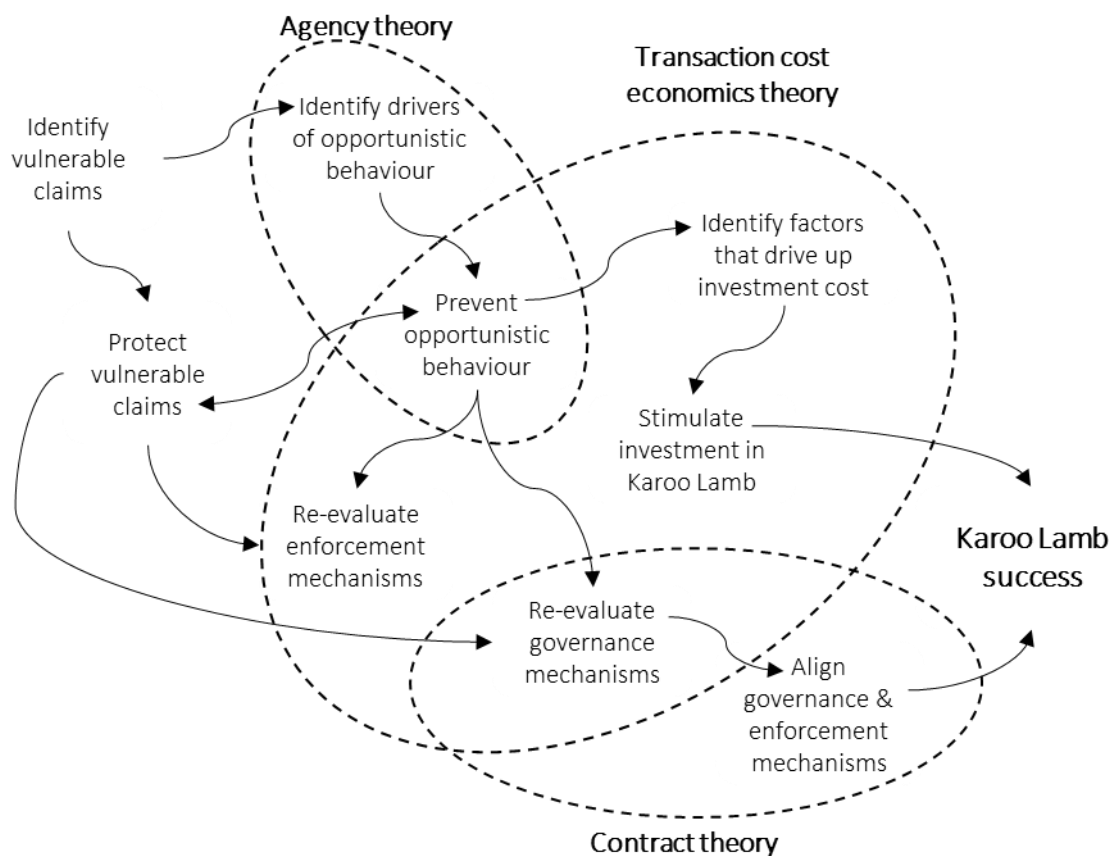 Agency theory
Transaction cost
economics theory
Identify
vulnerable
claims
Identify drivers
of opportunistic
behaviour
Identify factors
that drive up
investment cost
Prevent
opportunistic
behaviour
Protect
vulnerable
claims
Stimulate
investment in
Karoo Lamb
Re-evaluate
enforcement
mechanisms
Karoo Lamb
success
Re-evaluate
governance
mechanisms
Align
governance &
enforcement
mechanisms
Contract theory